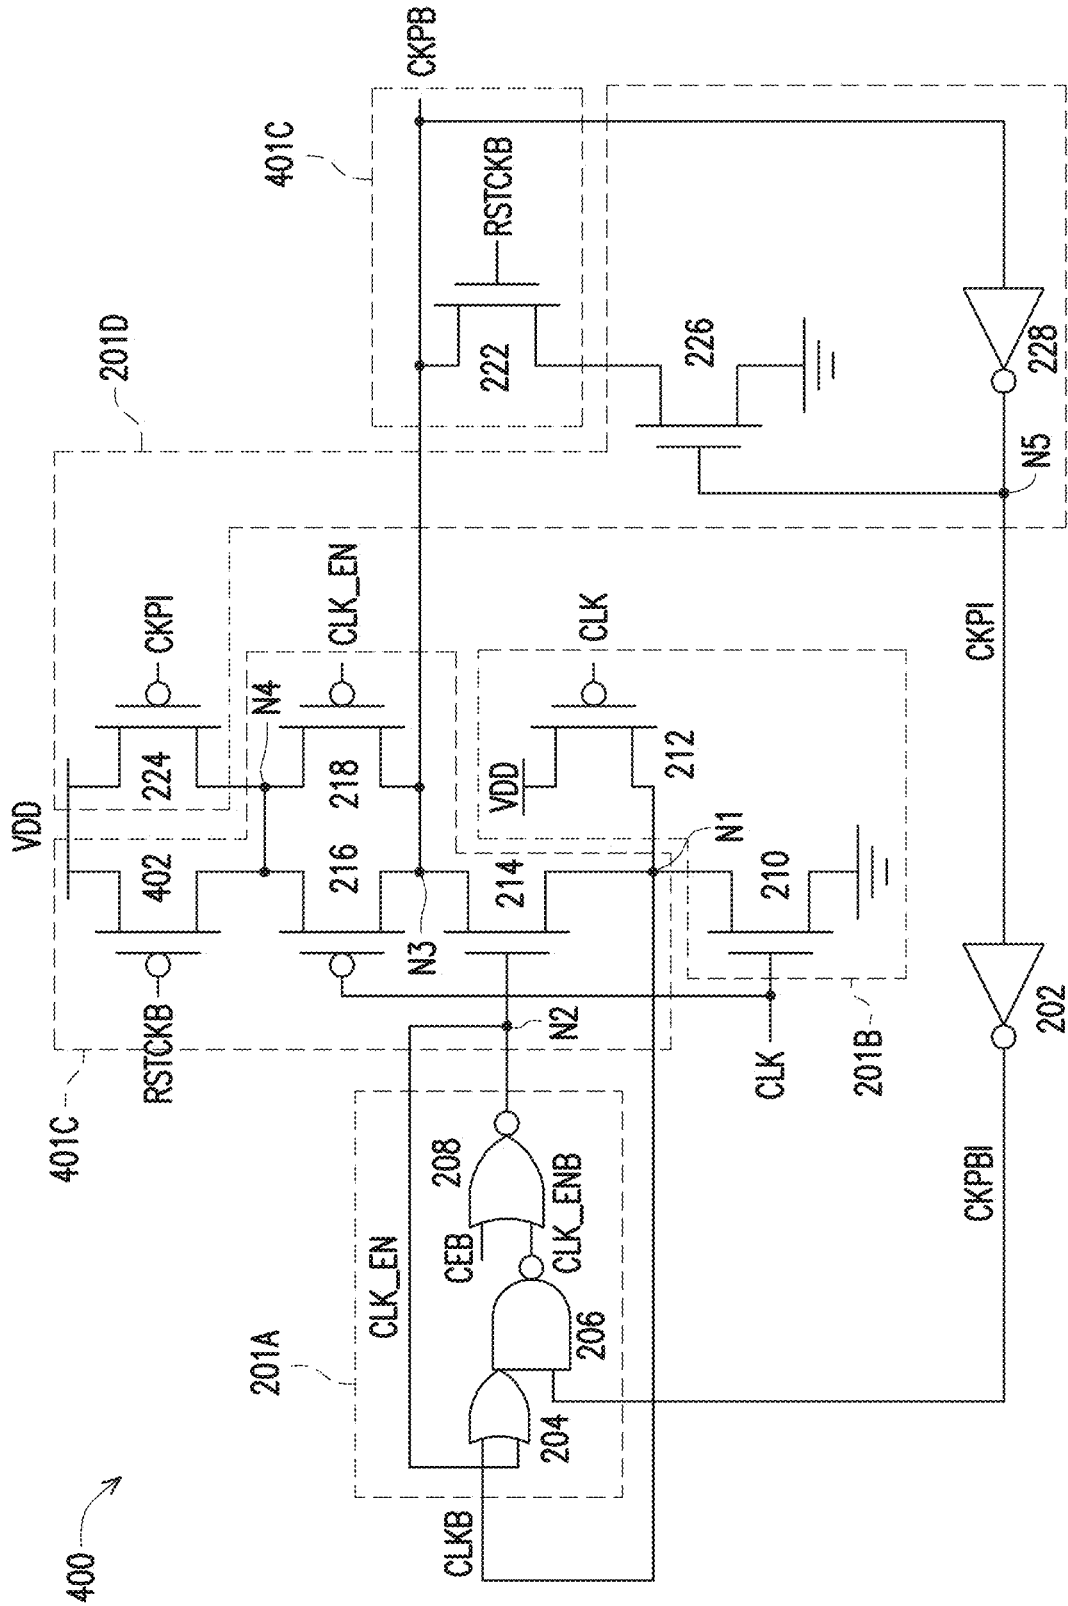 400
201A
CLKB
CLK_EN
204
206
CEB
CLK_ENB
208
401C
RSTCKB
N2
VDD
402
224
CKPI
201D
N4
216
218
CLK_EN
N3
214
VDD
CLK
212
N1
210
CLK
201B
401C
CKPB
RSTCKB
222
226
228
N5
CKPI
202
CKPBI